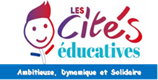 LES
Cités
éducatives
Ambitieuse, Dynamique et Solidaire